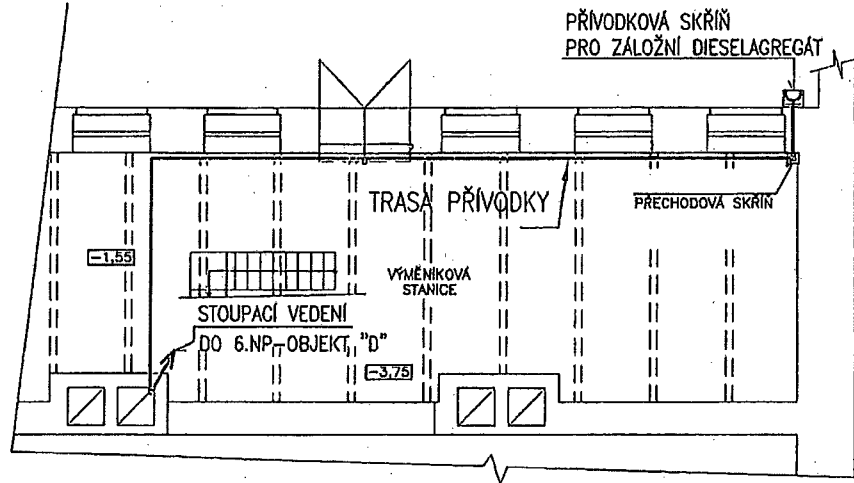 PŘÍVODKOVÁ SKŘÍŇ
PRO ZÁLOŽNÍ DIESELAGREGÁT
TRASA PŘÍVODKY
PŘECHODOVÁ SKŘÍŇ
-1,55
VÝMĚNÍKOVÁ
STANICE
STOUPACÍ VEDENÍ
DO 6.NP-OBJEKT "D"
-3,75